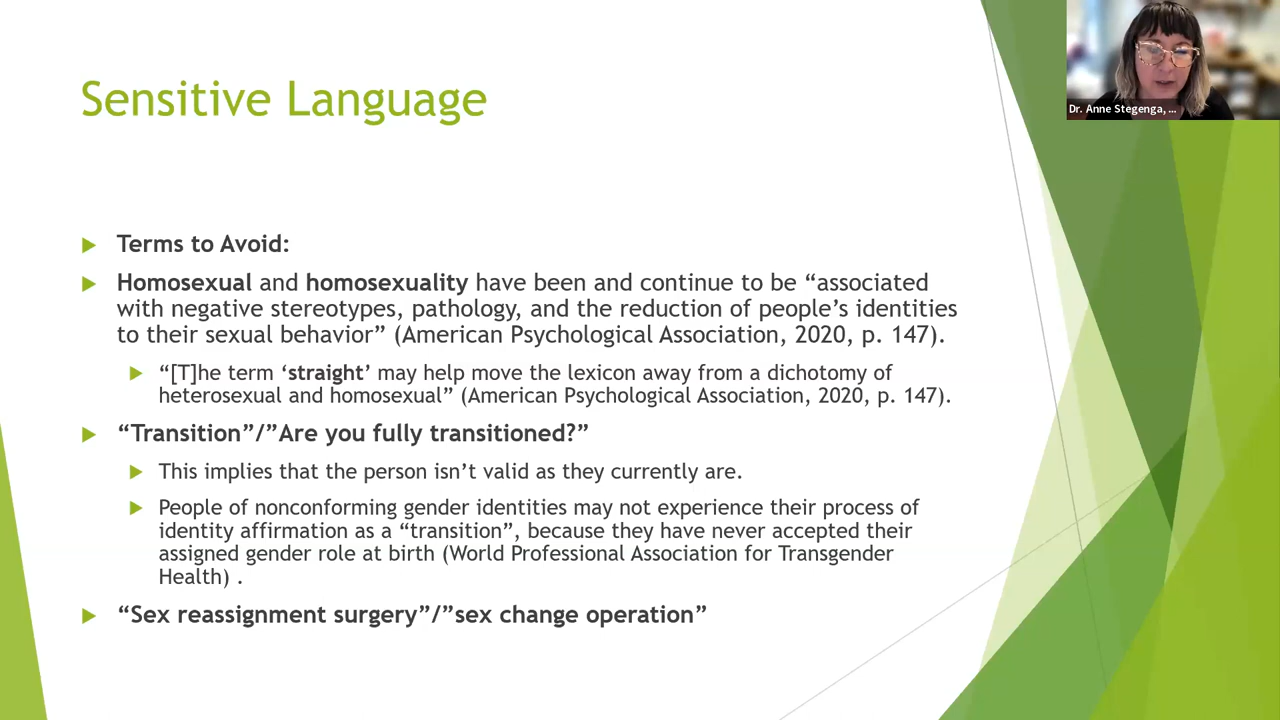 Sensitive Language
Dr. Anne Stegenga, ...
Terms to Avoid:
Homosexual and homosexuality have been and continue to be “associated
with negative stereotypes, pathology, and the reduction of people’s identities
to their sexual behavior” (American Psychological Association, 2020, p. 147).
“[T]he term ‘straight’ may help move the lexicon away from a dichotomy of
heterosexual and homosexual” (American Psychological Association, 2020, p. 147).
“Transition”/”Are you fully transitioned?”
This implies that the person isn’t valid as they currently are.
People of nonconforming gender identities may not experience their process of
identity affirmation as a “transition”, because they have never accepted their
assigned gender role at birth (World Professional Association for Transgender
Health) .
“Sex reassignment surgery”/”sex change operation”